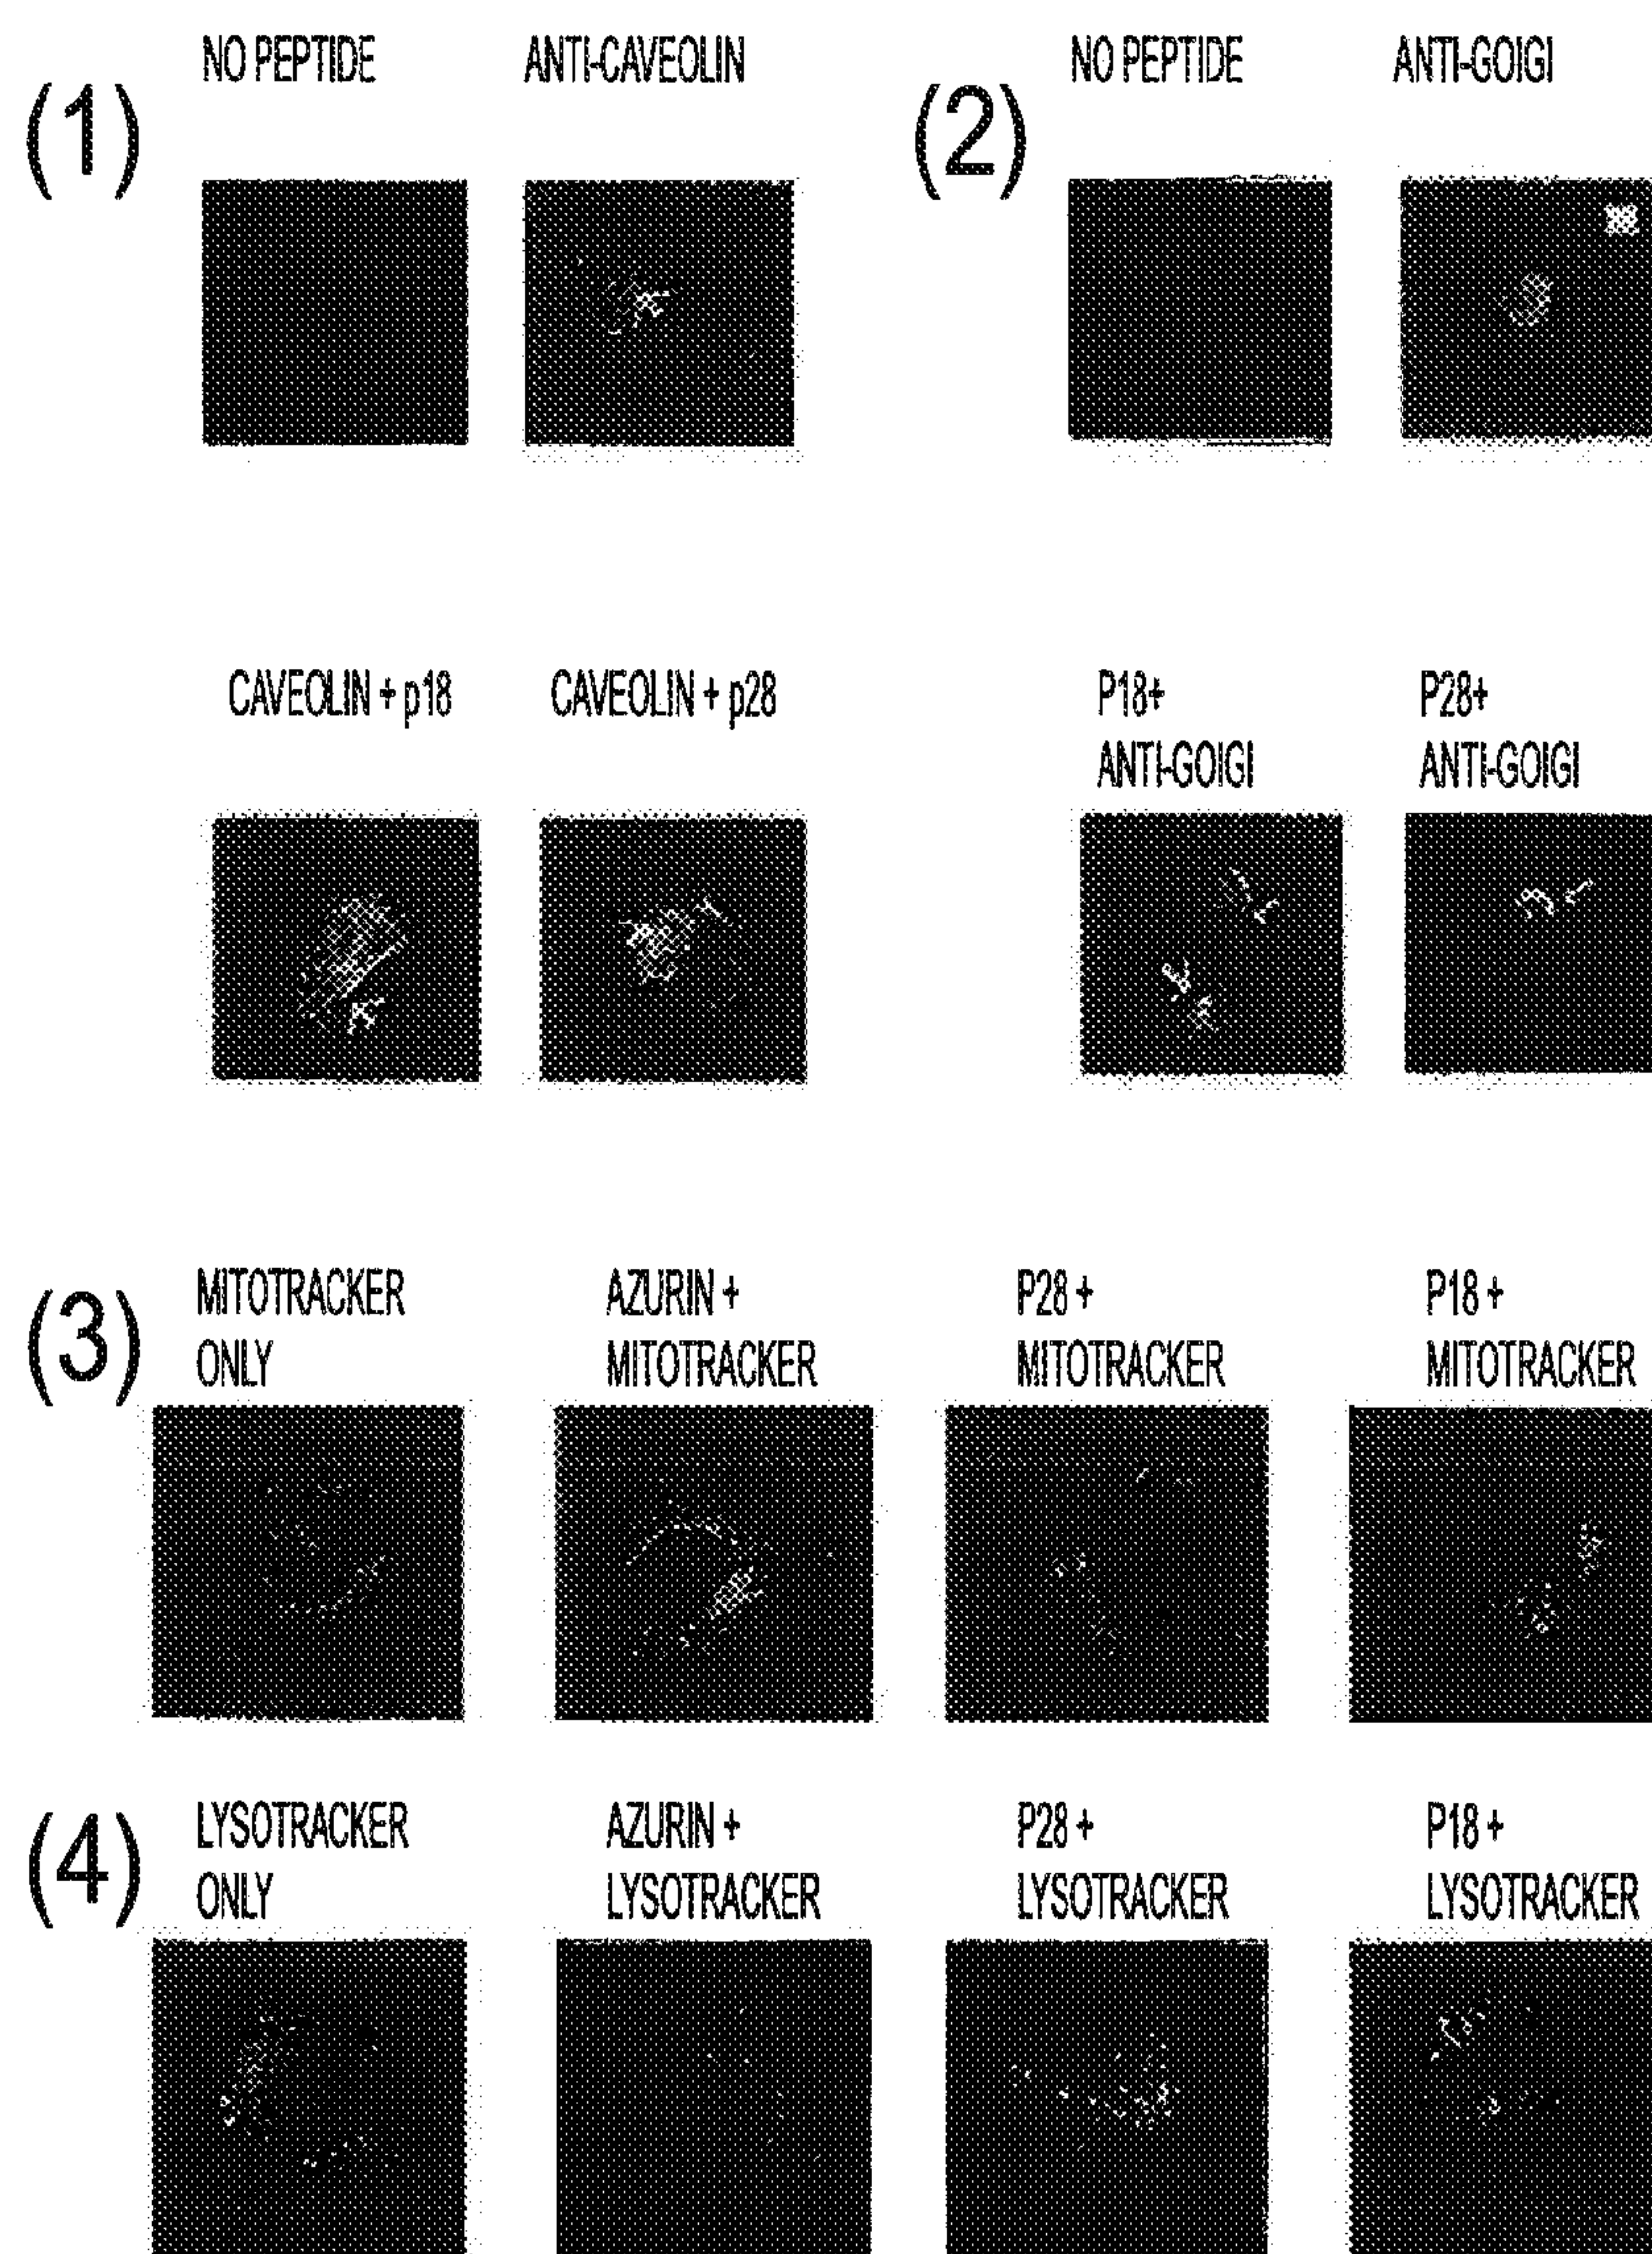 (1)
NO PEPTIDE
ANTI-CAVEOLIN
(2)
NO PEPTIDE
ANTI-GOIGI
CAVEOLIN + p18
CAVEOLIN + p28
P18+
ANTI-GOIGI
P28+
ANTI-GOIGI
(3)
MITOTRACKER
ONLY
AZURIN +
MITOTRACKER
P28 +
MITOTRACKER
P18 +
MITOTRACKER
(4)
LYSOTRACKER
ONLY
AZURIN +
LYSOTRACKER
P28 +
LYSOTRACKER
P18 +
LYSOTRACKER